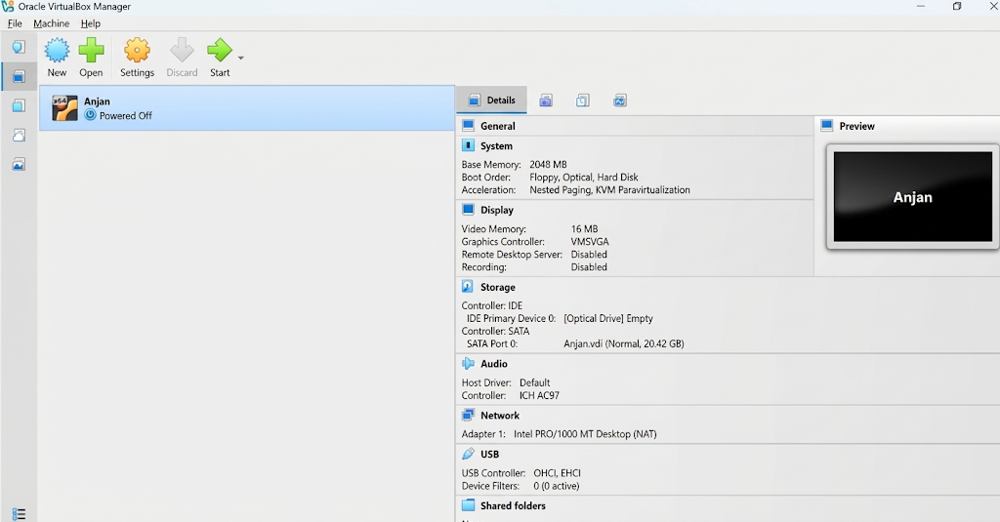 Oracle VirtualBox Manager
File Machine Help
New Open Settings Discard Start
x64
Anjan
Powered Off
Details
General
System
Base Memory: 2048 MB
Boot Order: Floppy, Optical, Hard Disk
Acceleration: Nested Paging, KVM Paravirtualization
Display
Video Memory: 16 MB
Graphics Controller: VMSVGA
Remote Desktop Server: Disabled
Recording: Disabled
Storage
Controller: IDE
IDE Primary Device 0: [Optical Drive] Empty
Controller: SATA
SATA Port 0: Anjan.vdi (Normal, 20.42 GB)
Audio
Host Driver: Default
Controller: ICH AC97
Network
Adapter 1: Intel PRO/1000 MT Desktop (NAT)
USB
USB Controller: OHCI, EHCI
Device Filters: 0 (0 active)
Shared folders
Preview
Anjan